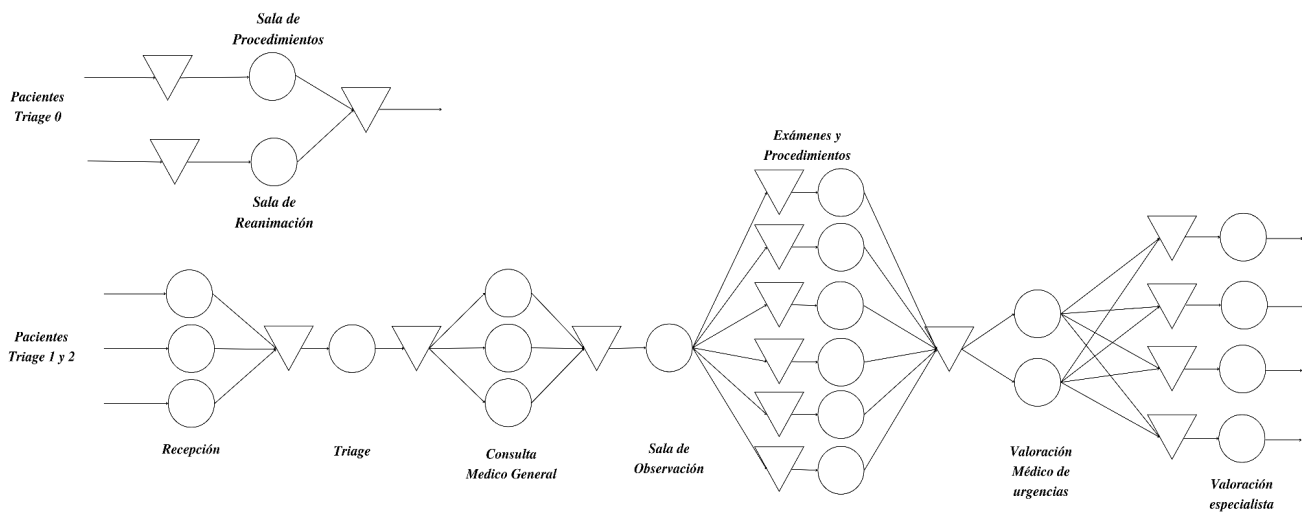 Sala de
Procedimientos
Pacientes
Triage 0
Sala de
Reanimación
Exámenes y
Procedimientos
Pacientes
Triage 1 y 2
Recepción
Triage
Consulta
Medico General
Sala de
Observación
Valoración
Médico de
urgencias
Valoración
especialista